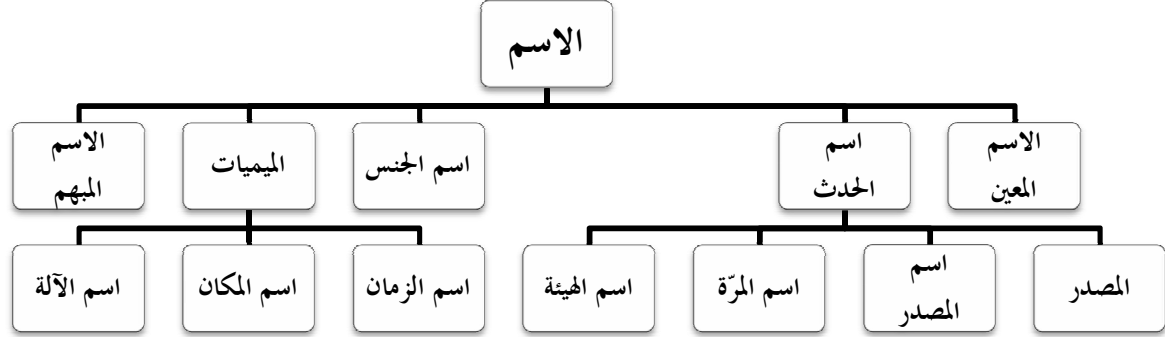 الاسم
الاسم
المعين
اسم
الحدث
اسم الجنس
الميميات
الاسم
المبهم
المصدر
اسم
المصدر
اسم المرّة
اسم الهيئة
اسم الزمان
اسم المكان
اسم الآلة